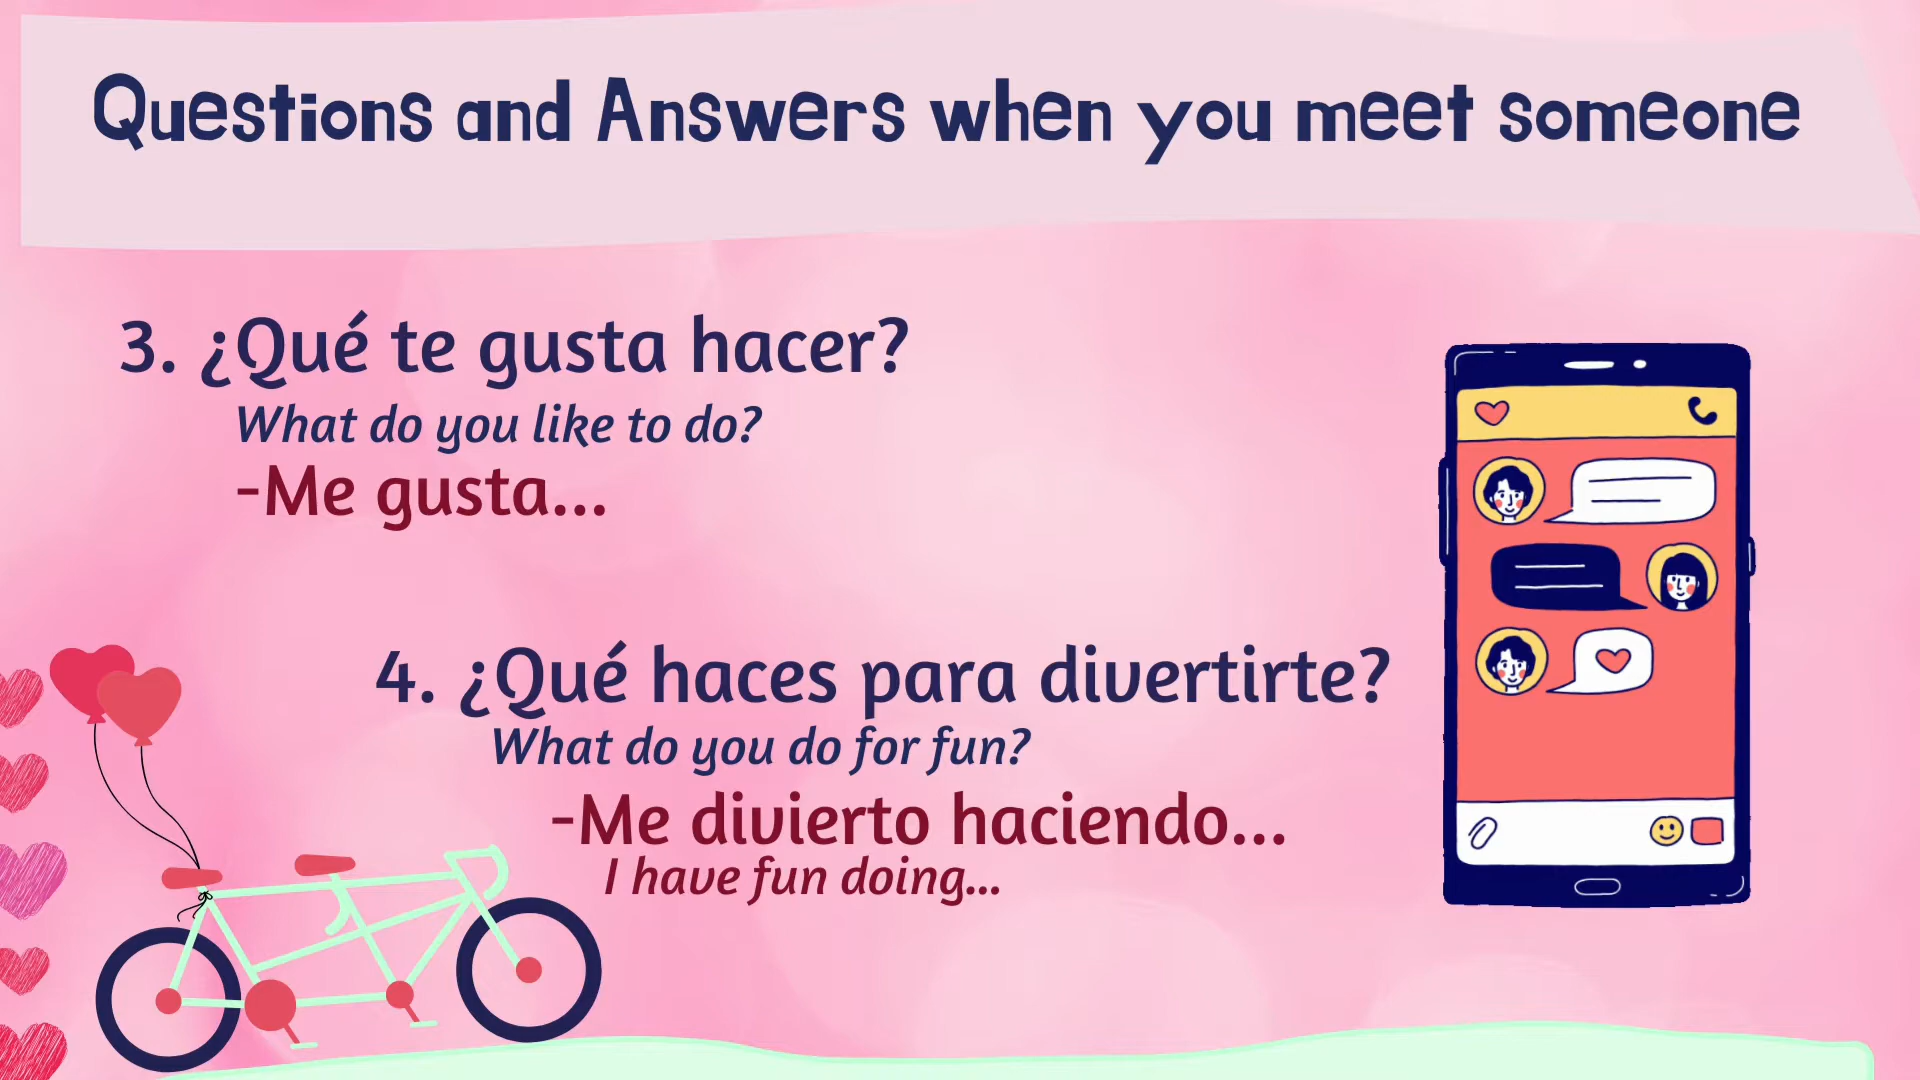 Questions and Answers when you meet someone
3. ¿Qué te gusta hacer?
What do you like to do?
-Me gusta...
4. ¿Qué haces para divertirte?
What do you do for fun?
-Me divierto haciendo...
I have fun doing...